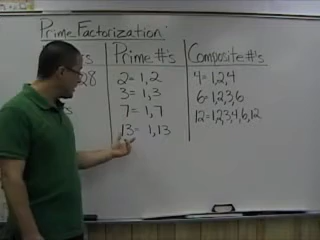 Prime Factorization:
s Prime #'s Composite #'s
28 2 = 1, 2 4 = 1, 2, 4
3 = 1, 3 6 = 1, 2, 3, 6
s 7 = 1, 7 12 = 1, 2, 3, 4, 6, 12
13 = 1, 13